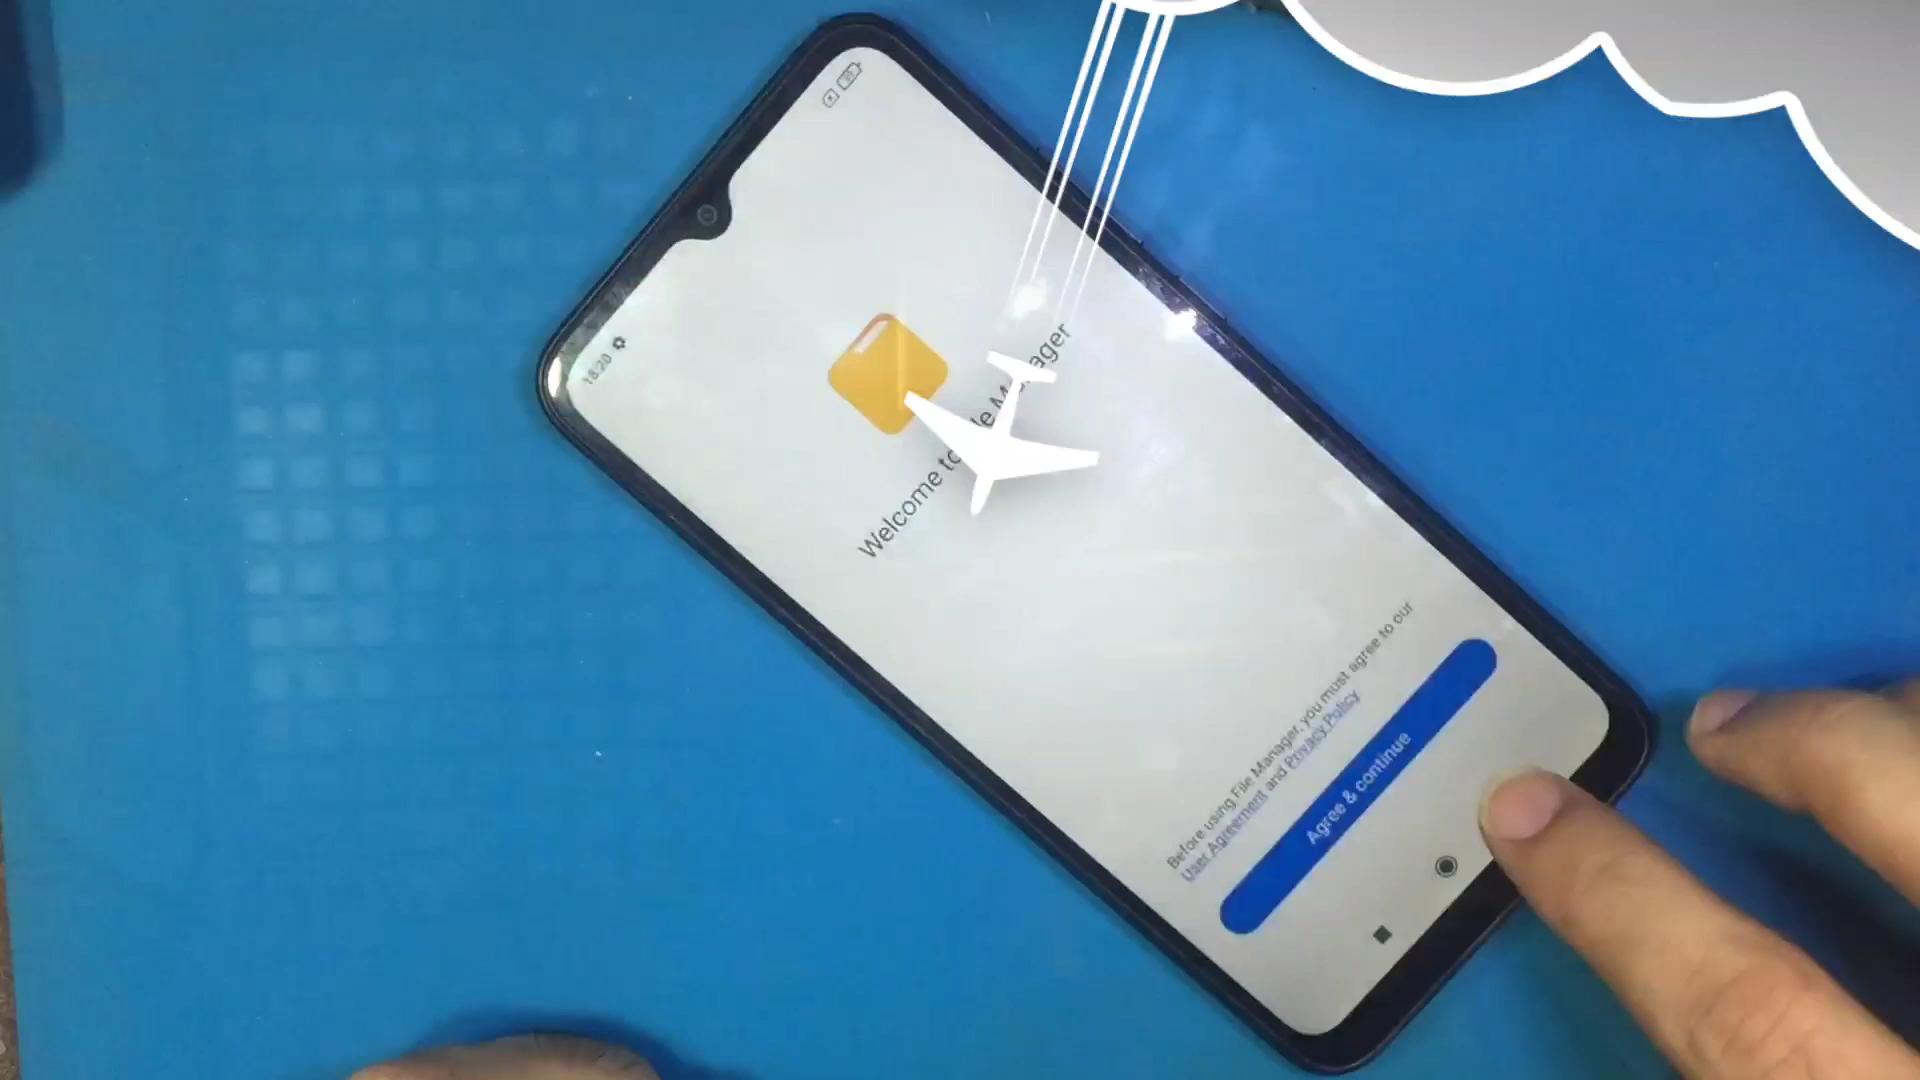 18:20
Welcome to File Manager
Before using File Manager, you must agree to our
User Agreement and Privacy Policy
Agree & continue